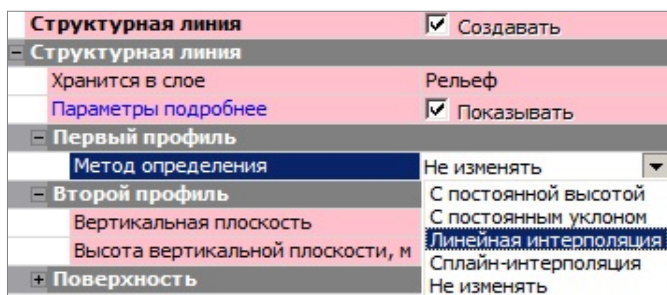 Структурная линия Создавать
Структурная линия
Хранится в слое Рельеф
Параметры подробнее Показывать
Первый профиль
Метод определения Не изменять
Второй профиль С постоянной высотой
Вертикальная плоскость С постоянным уклоном
Линейная интерполяция
Высота вертикальной плоскости, м Сплайн-интерполяция
Поверхность Не изменять